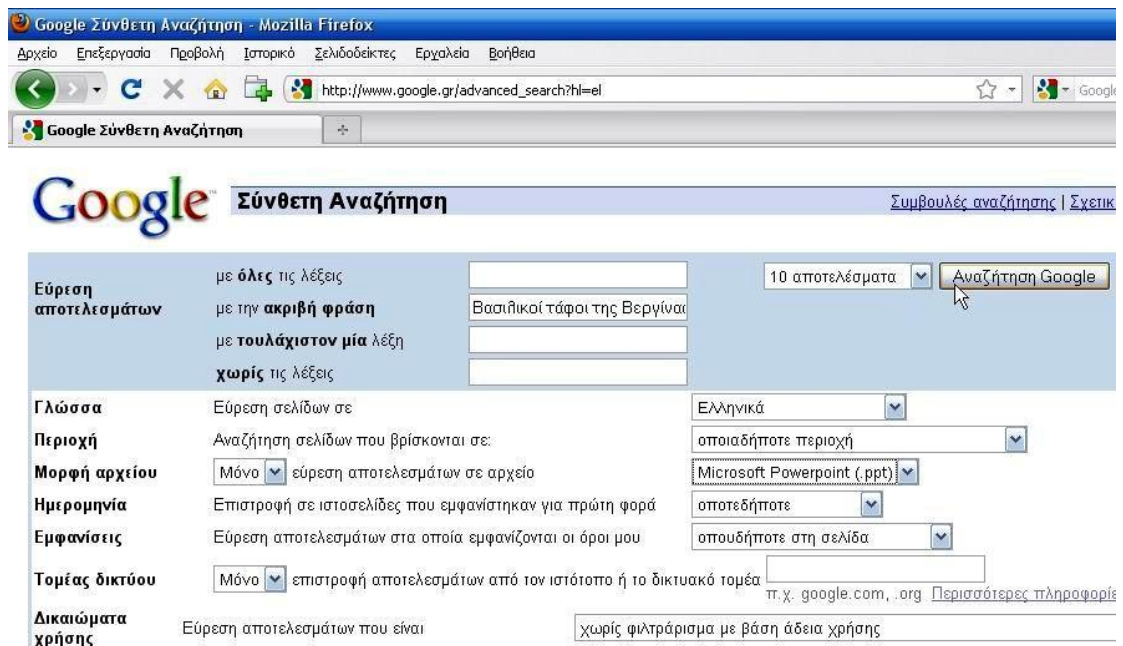 Google Σύνθετη Αναζήτηση - Mozilla Firefox
Αρχείο Επεξεργασία Προβολή Ιστορικό Σελιδοδείκτες Εργαλεία Βοήθεια
http://www.google.gr/advanced_search?hl=el Google
Google Σύνθετη Αναζήτηση
Google™ Σύνθετη Αναζήτηση Συμβουλές αναζήτησης | Σχετικ
Εύρεση αποτελεσμάτων
με όλες τις λέξεις 10 αποτελέσματα Αναζήτηση Google
με την ακριβή φράση Βασιλικοί τάφοι της Βεργίνας
με τουλάχιστον μία λέξη
χωρίς τις λέξεις
Γλώσσα Εύρεση σελίδων σε Ελληνικά
Περιοχή Αναζήτηση σελίδων που βρίσκονται σε: οποιαδήποτε περιοχή
Μορφή αρχείου Μόνο εύρεση αποτελεσμάτων σε αρχείο Microsoft Powerpoint (.ppt)
Ημερομηνία Επιστροφή σε ιστοσελίδες που εμφανίστηκαν για πρώτη φορά οποτεδήποτε
Εμφανίσεις Εύρεση αποτελεσμάτων στα οποία εμφανίζονται οι όροι μου οπουδήποτε στη σελίδα
Τομέας δικτύου Μόνο επιστροφή αποτελεσμάτων από τον ιστότοπο ή το δικτυακό τομέα
π.χ. google.com, .org Περισσότερες πληροφορίε
Δικαιώματα χρήσης Εύρεση αποτελεσμάτων που είναι χωρίς φιλτράρισμα με βάση άδεια χρήσης